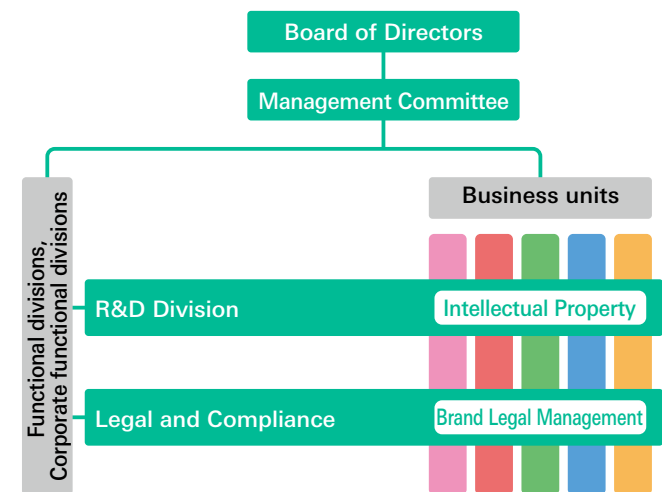 Board of Directors
Management Committee
Business units
Functional divisions,
Corporate functional divisions
R&D Division
Intellectual Property
Legal and Compliance
Brand Legal Management